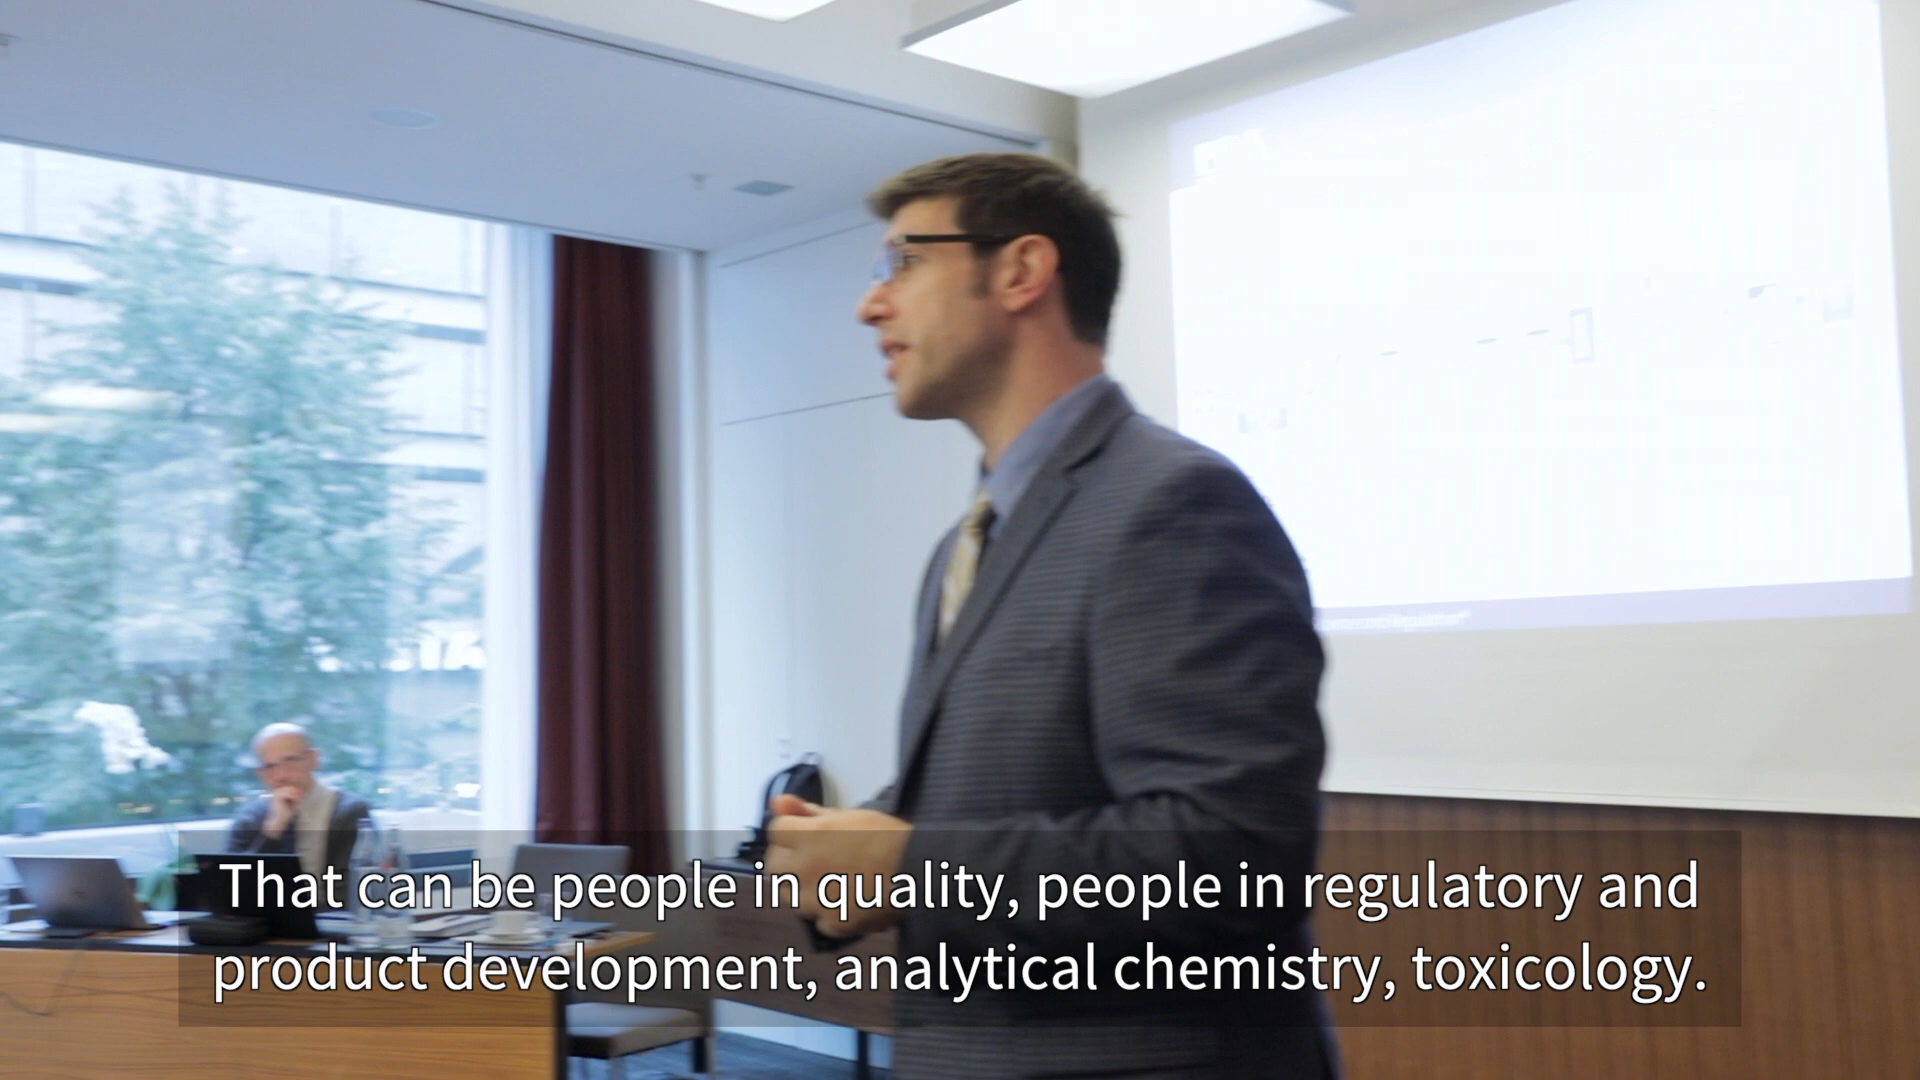 That can be people in quality, people in regulatory and
product development, analytical chemistry, toxicology.